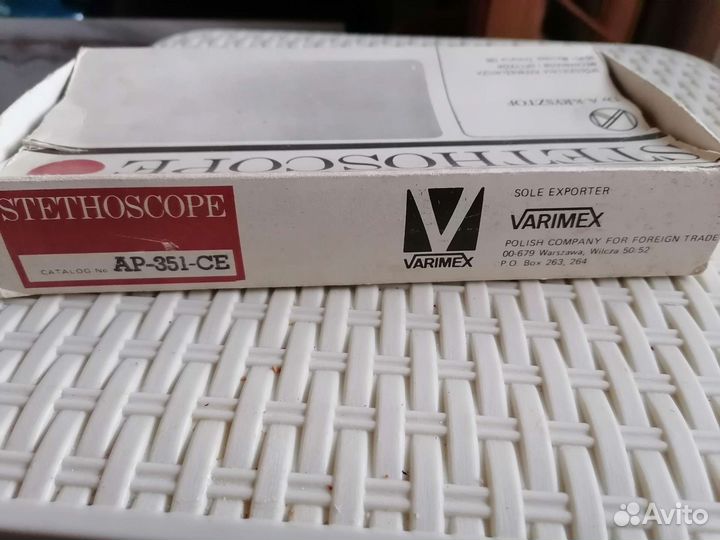 STETHOSCOPE
CATALOG No AP-351-CE
VARIMEX
SOLE EXPORTER
VARIMEX
POLISH COMPANY FOR FOREIGN TRADE
00-679 Warszawa, Wilcza 50/52
P.O. Box 263, 264
STETHOSCOPE
A. KRYSZTOF
Avito